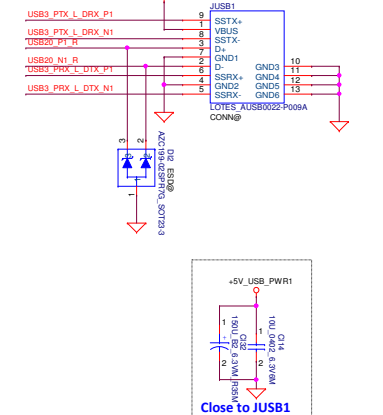 JUSB1
USB3_PTX_L_DRX_P1 9 SSTX+
1 VBUS
USB3_PTX_L_DRX_N1 8 SSTX-
USB20_P1_R 3 D+
7 GND1 GND3 10
USB20_N1_R 2 D- GND4 11
USB3_PRX_L_DTX_P1 6 SSRX+ GND5 12
4 GND2 GND6 13
USB3_PRX_L_DTX_N1 5 SSRX-
LOTES_AUSB0022-P009A
CONN@
3 2
1
DI2 ESD@
AZC199-02SPR7G_SOT23-3
+5V_USB_PWR1
1 2
CI32
150U_B2_6.3VM_R35M
1 2
CI14
10U_0402_6.3V6M
Close to JUSB1